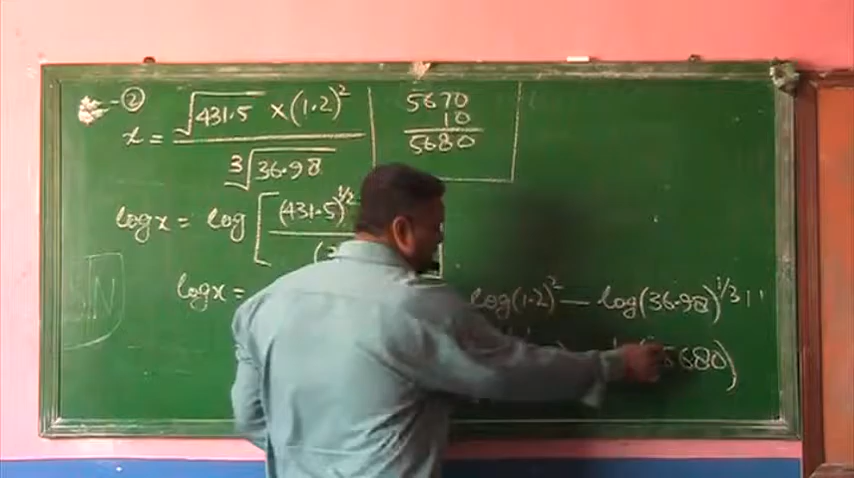 ②
x = √431.5 × (1.2)²
∛36.98
5670
10
5680
log x = log [ (431.5)^1/2
N
log x =
log(1.2)² — log(36.98)^1/3
5680)